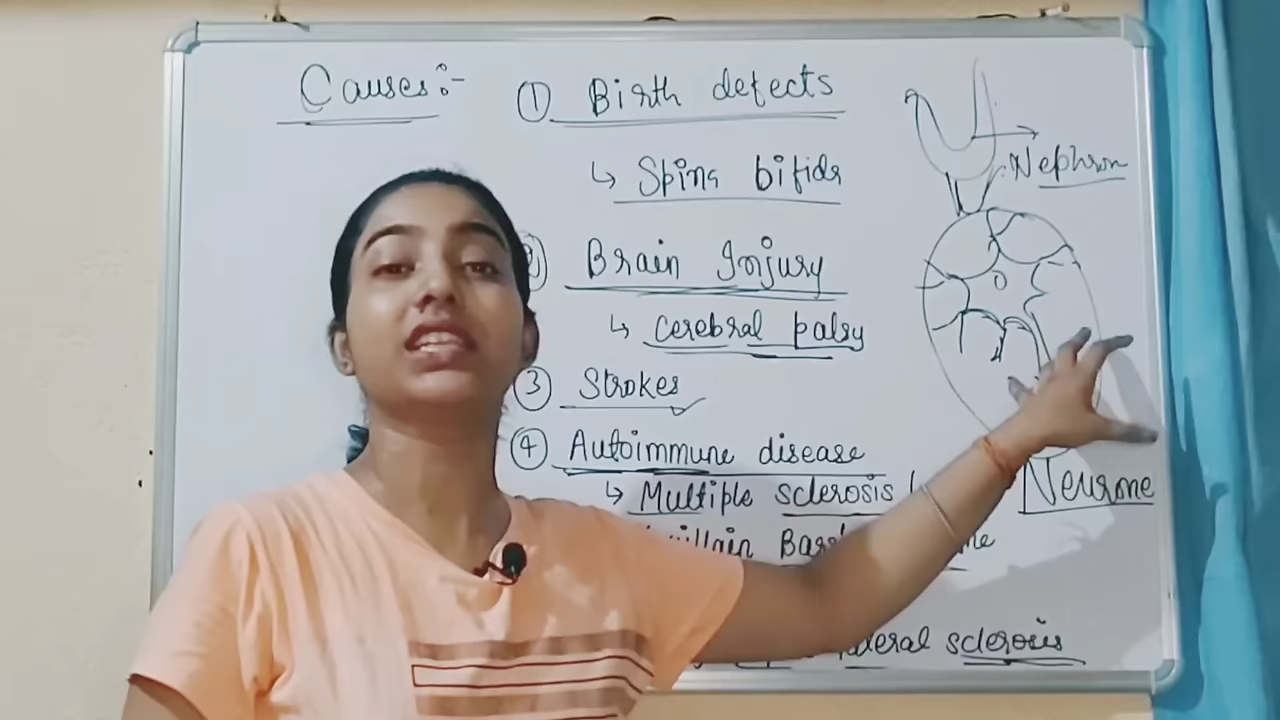 Causes :-
① Birth defects
↳ Spina bifida
2) Brain Injury
↳ cerebral palsy
③ Strokes
④ Autoimmune disease
↳ Multiple sclerosis
Nephron
Neurone
sclerosis